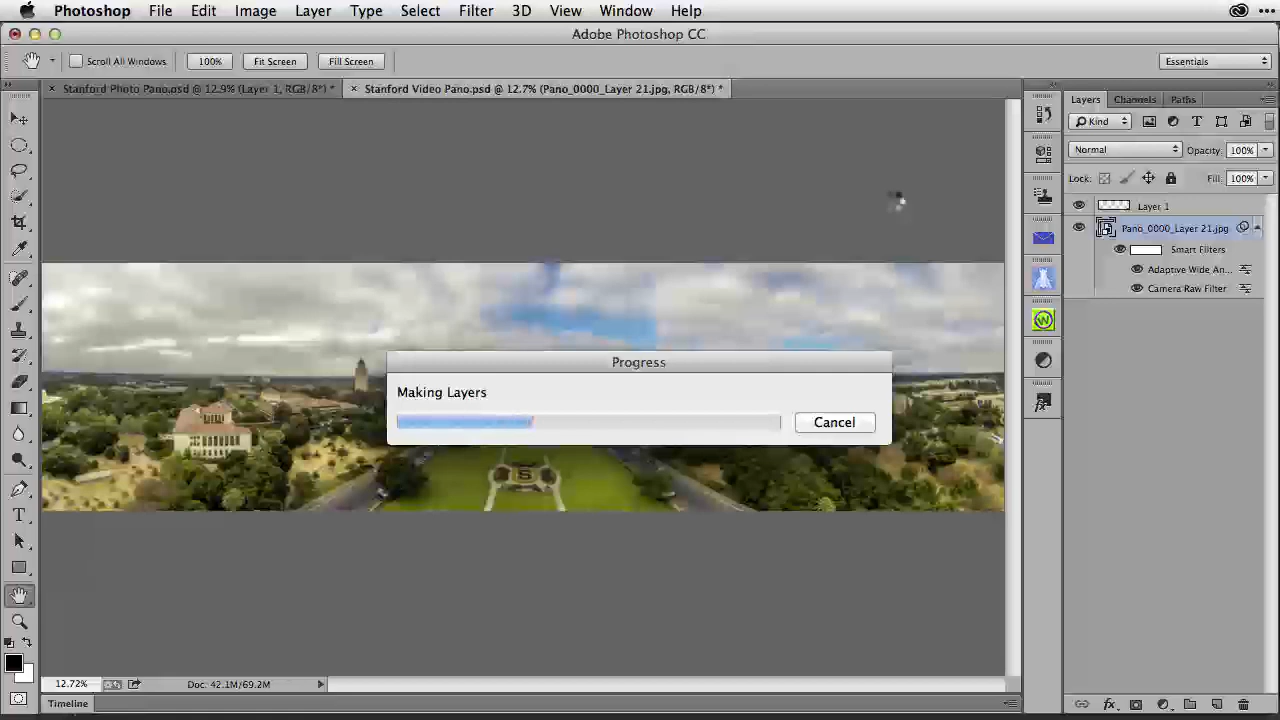 Photoshop File Edit Image Layer Type Select Filter 3D View Window Help
Adobe Photoshop CC
Scroll All Windows 100% Fit Screen Fill Screen Essentials
Stanford Photo Pano.psd @ 12.9% (Layer 1, RGB/8*) * Stanford Video Pano.psd @ 12.7% (Pano_0000_Layer 21.jpg, RGB/8*) *
Layers Channels Paths
Kind
Normal Opacity: 100%
Lock: Fill: 100%
Layer 1
Pano_0000_Layer 21.jpg
Smart Filters
Adaptive Wide An...
Camera Raw Filter
Progress
Making Layers
Cancel
S
12.72% Doc: 42.1M/69.2M
Timeline